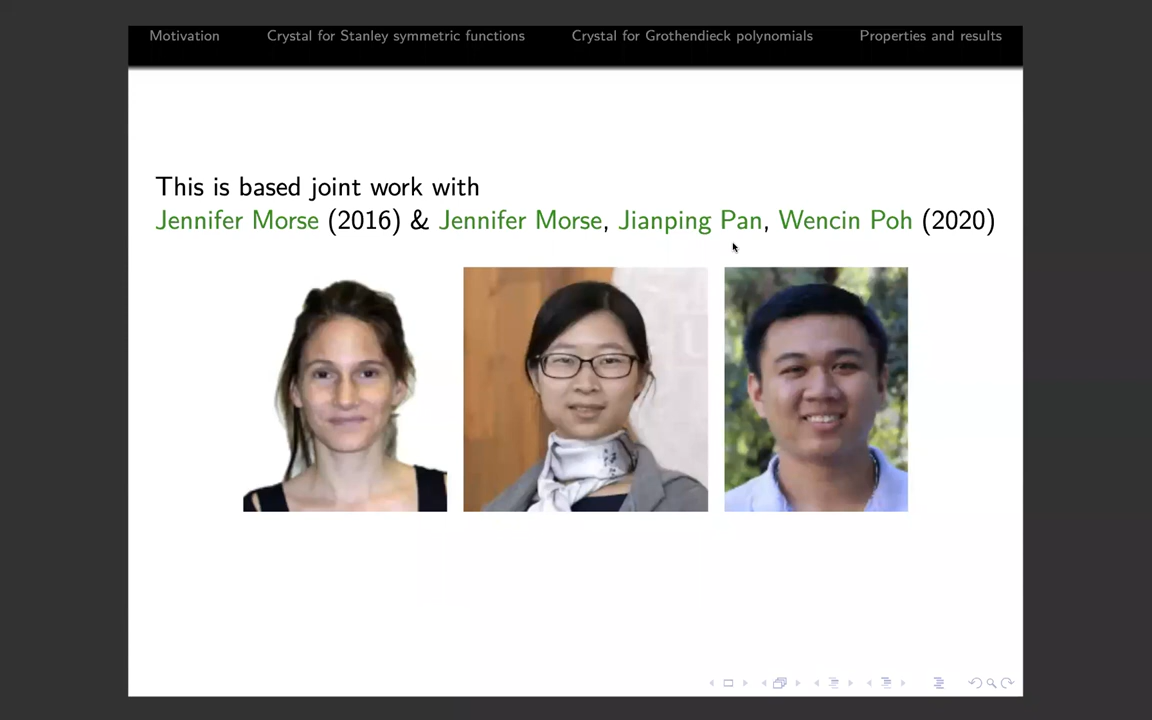 Motivation Crystal for Stanley symmetric functions Crystal for Grothendieck polynomials Properties and results
This is based joint work with
Jennifer Morse (2016) & Jennifer Morse, Jianping Pan, Wencin Poh (2020)